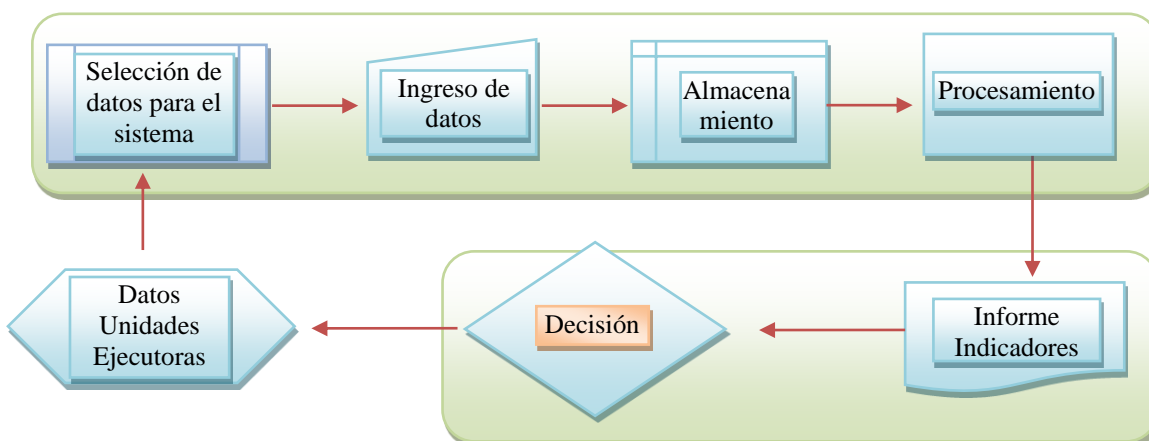 Selección de
datos para el
sistema
Ingreso de
datos
Almacena
miento
Procesamiento
Datos
Unidades
Ejecutoras
Decisión
Informe
Indicadores